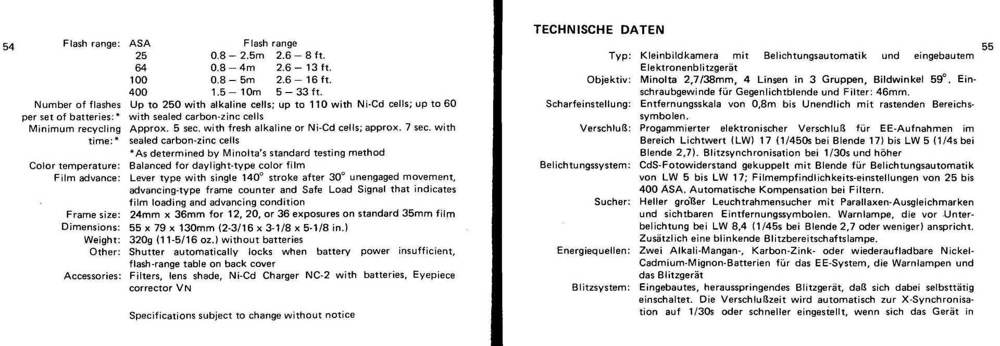 54
Flash range: ASA Flash range
25 0.8 — 2.5m 2.6 — 8 ft.
64 0.8 — 4m 2.6 — 13 ft.
100 0.8 — 5m 2.6 — 16 ft.
400 1.5 — 10m 5 — 33 ft.
Number of flashes Up to 250 with alkaline cells; up to 110 with Ni-Cd cells; up to 60
per set of batteries:* with sealed carbon-zinc cells
Minimum recycling Approx. 5 sec. with fresh alkaline or Ni-Cd cells; approx. 7 sec. with
time:* sealed carbon-zinc cells
*As determined by Minolta's standard testing method
Color temperature: Balanced for daylight-type color film
Film advance: Lever type with single 140° stroke after 30° unengaged movement,
advancing-type frame counter and Safe Load Signal that indicates
film loading and advancing condition
Frame size: 24mm x 36mm for 12, 20, or 36 exposures on standard 35mm film
Dimensions: 55 x 79 x 130mm (2-3/16 x 3-1/8 x 5-1/8 in.)
Weight: 320g (11-5/16 oz.) without batteries
Other: Shutter automatically locks when battery power insufficient,
flash-range table on back cover
Accessories: Filters, lens shade, Ni-Cd Charger NC-2 with batteries, Eyepiece
corrector VN
Specifications subject to change without notice
TECHNISCHE DATEN
55
Typ: Kleinbildkamera mit Belichtungsautomatik und eingebautem
Elektronenblitzgerät
Objektiv: Minolta 2,7/38mm, 4 Linsen in 3 Gruppen, Bildwinkel 59°. Ein-
schraubgewinde für Gegenlichtblende und Filter: 46mm.
Scharfeinstellung: Entfernungsskala von 0,8m bis Unendlich mit rastenden Bereichs-
symbolen.
Verschluß: Progammierter elektronischer Verschluß für EE-Aufnahmen im
Bereich Lichtwert (LW) 17 (1/450s bei Blende 17) bis LW 5 (1/4s bei
Blende 2,7). Blitzsynchronisation bei 1/30s und höher
Belichtungssystem: CdS-Fotowiderstand gekuppelt mit Blende für Belichtungsautomatik
von LW 5 bis LW 17; Filmempfindlichkeits-einstellungen von 25 bis
400 ASA. Automatische Kompensation bei Filtern.
Sucher: Heller großer Leuchtrahmensucher mit Parallaxen-Ausgleichmarken
und sichtbaren Eintfernungssymbolen. Warnlampe, die vor Unter-
belichtung bei LW 8,4 (1/45s bei Blende 2,7 oder weniger) anspricht.
Zusätzlich eine blinkende Blitzbereitschaftslampe.
Energiequellen: Zwei Alkali-Mangan-, Karbon-Zink- oder wiederaufladbare Nickel-
Cadmium-Mignon-Batterien für das EE-System, die Warnlampen und
das Blitzgerät
Blitzsystem: Eingebautes, herausspringendes Blitzgerät, daß sich dabei selbsttätig
einschaltet. Die Verschlußzeit wird automatisch zur X-Synchronisa-
tion auf 1/30s oder schneller eingestellt, wenn sich das Gerät in